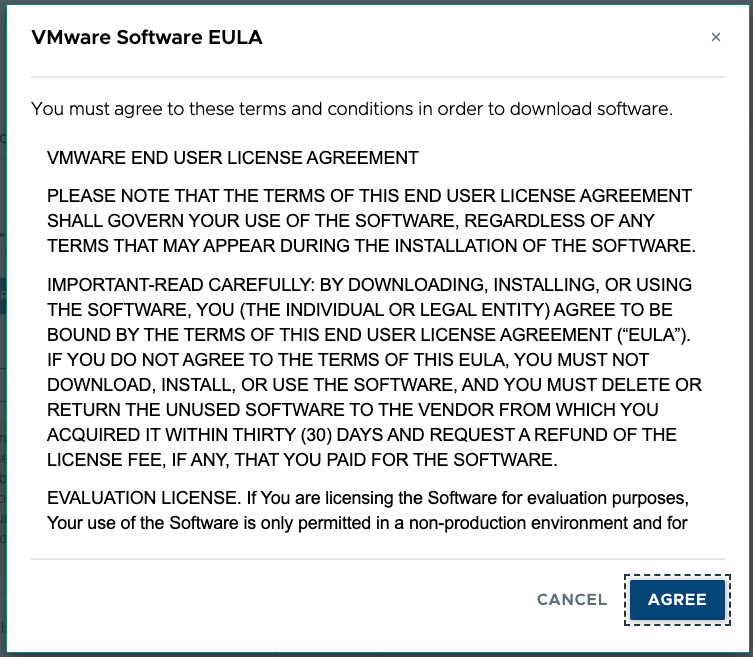 VMware Software EULA
×
You must agree to these terms and conditions in order to download software.
VMWARE END USER LICENSE AGREEMENT
PLEASE NOTE THAT THE TERMS OF THIS END USER LICENSE AGREEMENT
SHALL GOVERN YOUR USE OF THE SOFTWARE, REGARDLESS OF ANY
TERMS THAT MAY APPEAR DURING THE INSTALLATION OF THE SOFTWARE.
IMPORTANT-READ CAREFULLY: BY DOWNLOADING, INSTALLING, OR USING
THE SOFTWARE, YOU (THE INDIVIDUAL OR LEGAL ENTITY) AGREE TO BE
BOUND BY THE TERMS OF THIS END USER LICENSE AGREEMENT (“EULA”).
IF YOU DO NOT AGREE TO THE TERMS OF THIS EULA, YOU MUST NOT
DOWNLOAD, INSTALL, OR USE THE SOFTWARE, AND YOU MUST DELETE OR
RETURN THE UNUSED SOFTWARE TO THE VENDOR FROM WHICH YOU
ACQUIRED IT WITHIN THIRTY (30) DAYS AND REQUEST A REFUND OF THE
LICENSE FEE, IF ANY, THAT YOU PAID FOR THE SOFTWARE.
EVALUATION LICENSE. If You are licensing the Software for evaluation purposes,
Your use of the Software is only permitted in a non-production environment and for
CANCEL AGREE